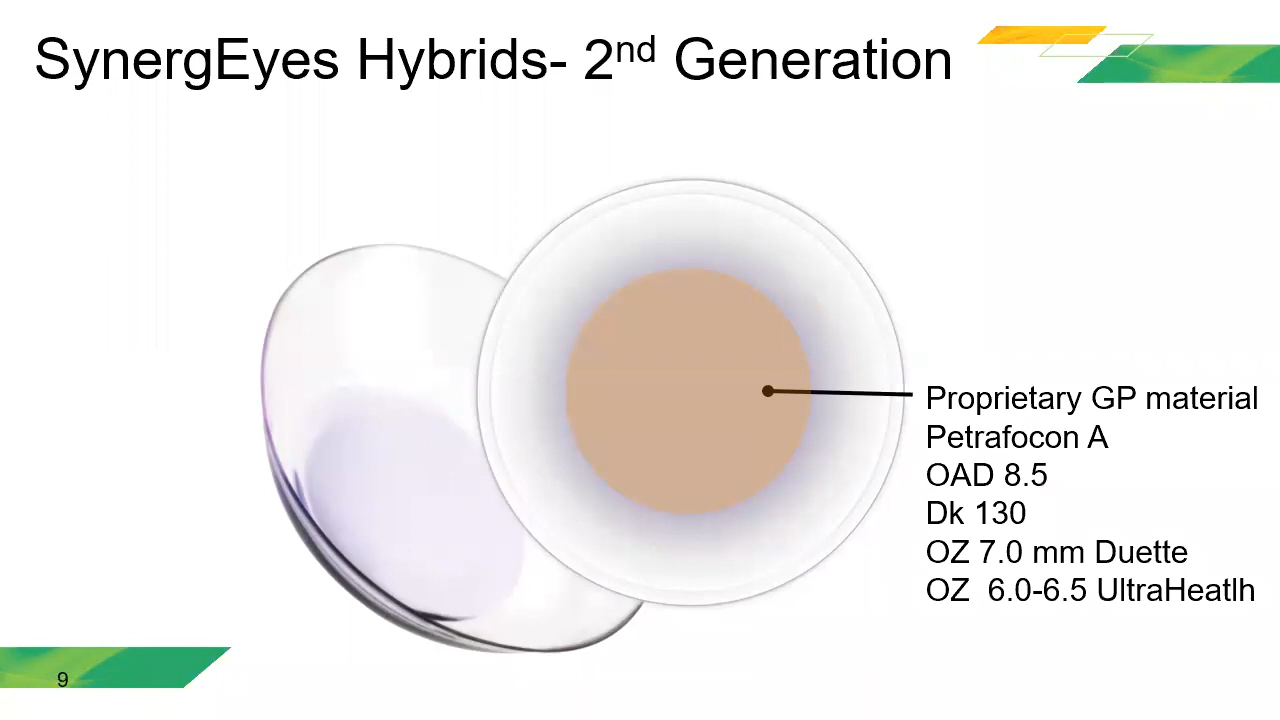 SynergEyes Hybrids- 2nd Generation
Proprietary GP material
Petrafocon A
OAD 8.5
Dk 130
OZ 7.0 mm Duette
OZ  6.0-6.5 UltraHeatlh
9